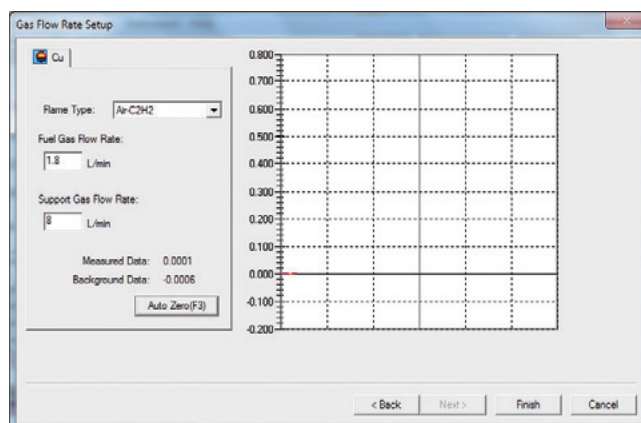 Gas Flow Rate Setup
Cu
Flame Type: Air-C2H2
Fuel Gas Flow Rate:
1.8 L/min
Support Gas Flow Rate:
8 L/min
Measured Data: 0.0001
Background Data: -0.0006
Auto Zero(F3)
0.800
0.700
0.600
0.500
0.400
0.300
0.200
0.100
0.000
-0.100
-0.200
< Back Next > Finish Cancel